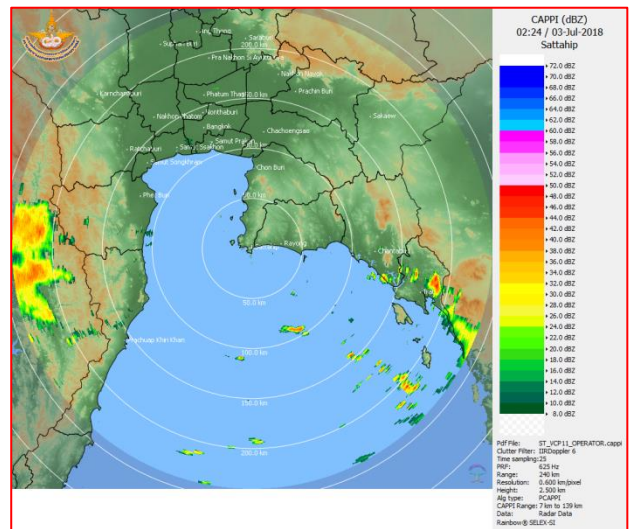 CAPPI (dBZ)
02:24 / 03-Jul-2018
Sattahip
72.0 dBZ
70.0 dBZ
68.0 dBZ
66.0 dBZ
64.0 dBZ
62.0 dBZ
60.0 dBZ
58.0 dBZ
56.0 dBZ
54.0 dBZ
52.0 dBZ
50.0 dBZ
48.0 dBZ
46.0 dBZ
44.0 dBZ
42.0 dBZ
40.0 dBZ
38.0 dBZ
36.0 dBZ
34.0 dBZ
32.0 dBZ
30.0 dBZ
28.0 dBZ
26.0 dBZ
24.0 dBZ
22.0 dBZ
20.0 dBZ
18.0 dBZ
16.0 dBZ
14.0 dBZ
12.0 dBZ
10.0 dBZ
8.0 dBZ
Pdf File: ST_VCP11_OPERATOR.cappi
Clutter Filter: IIRDoppler 6
Time sampling:25
PRF: 625 Hz
Range: 240 km
Resolution: 0.600 km/pixel
Height: 2.500 km
Alg type: PCAPPI
CAPPI Range: 7 km to 139 km
Data: Radar Data
Rainbow® SELEX-SI
200.0 km
Pra Nakhon Si Ayutthaya
Nakhon Nayok
Kanchanaburi
Phatum Thani
Prachin Buri
Nakhon Pathom
Nonthaburi
Sakaew
Bangkok
Chachoengsao
Ratchaburi
Samut Sakhon
Samut Prakan
Samut Songkhram
Chon Buri
Rayong
50.0 km
100.0 km
150.0 km
200.0 km